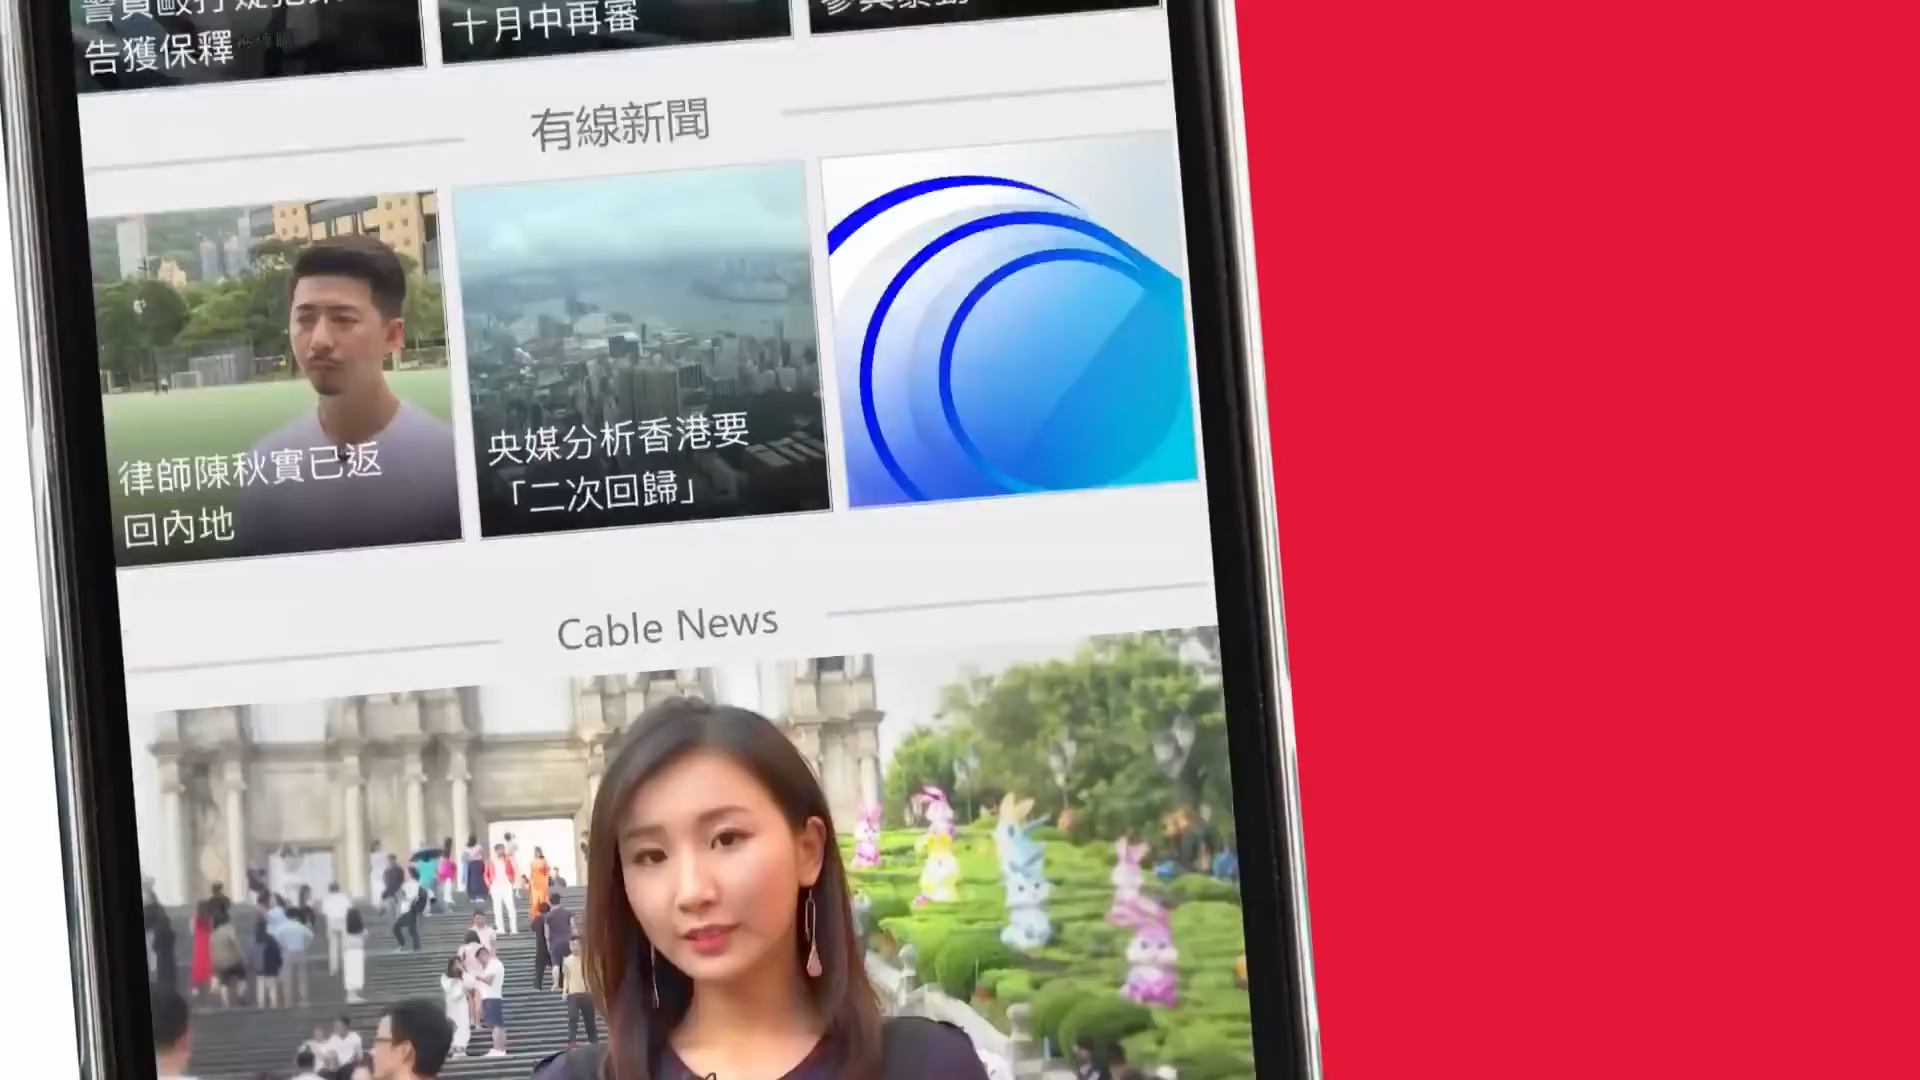 告獲保釋
十月中再審
有線新聞
律師陳秋實已返
回內地
央媒分析香港要
「二次回歸」
Cable News